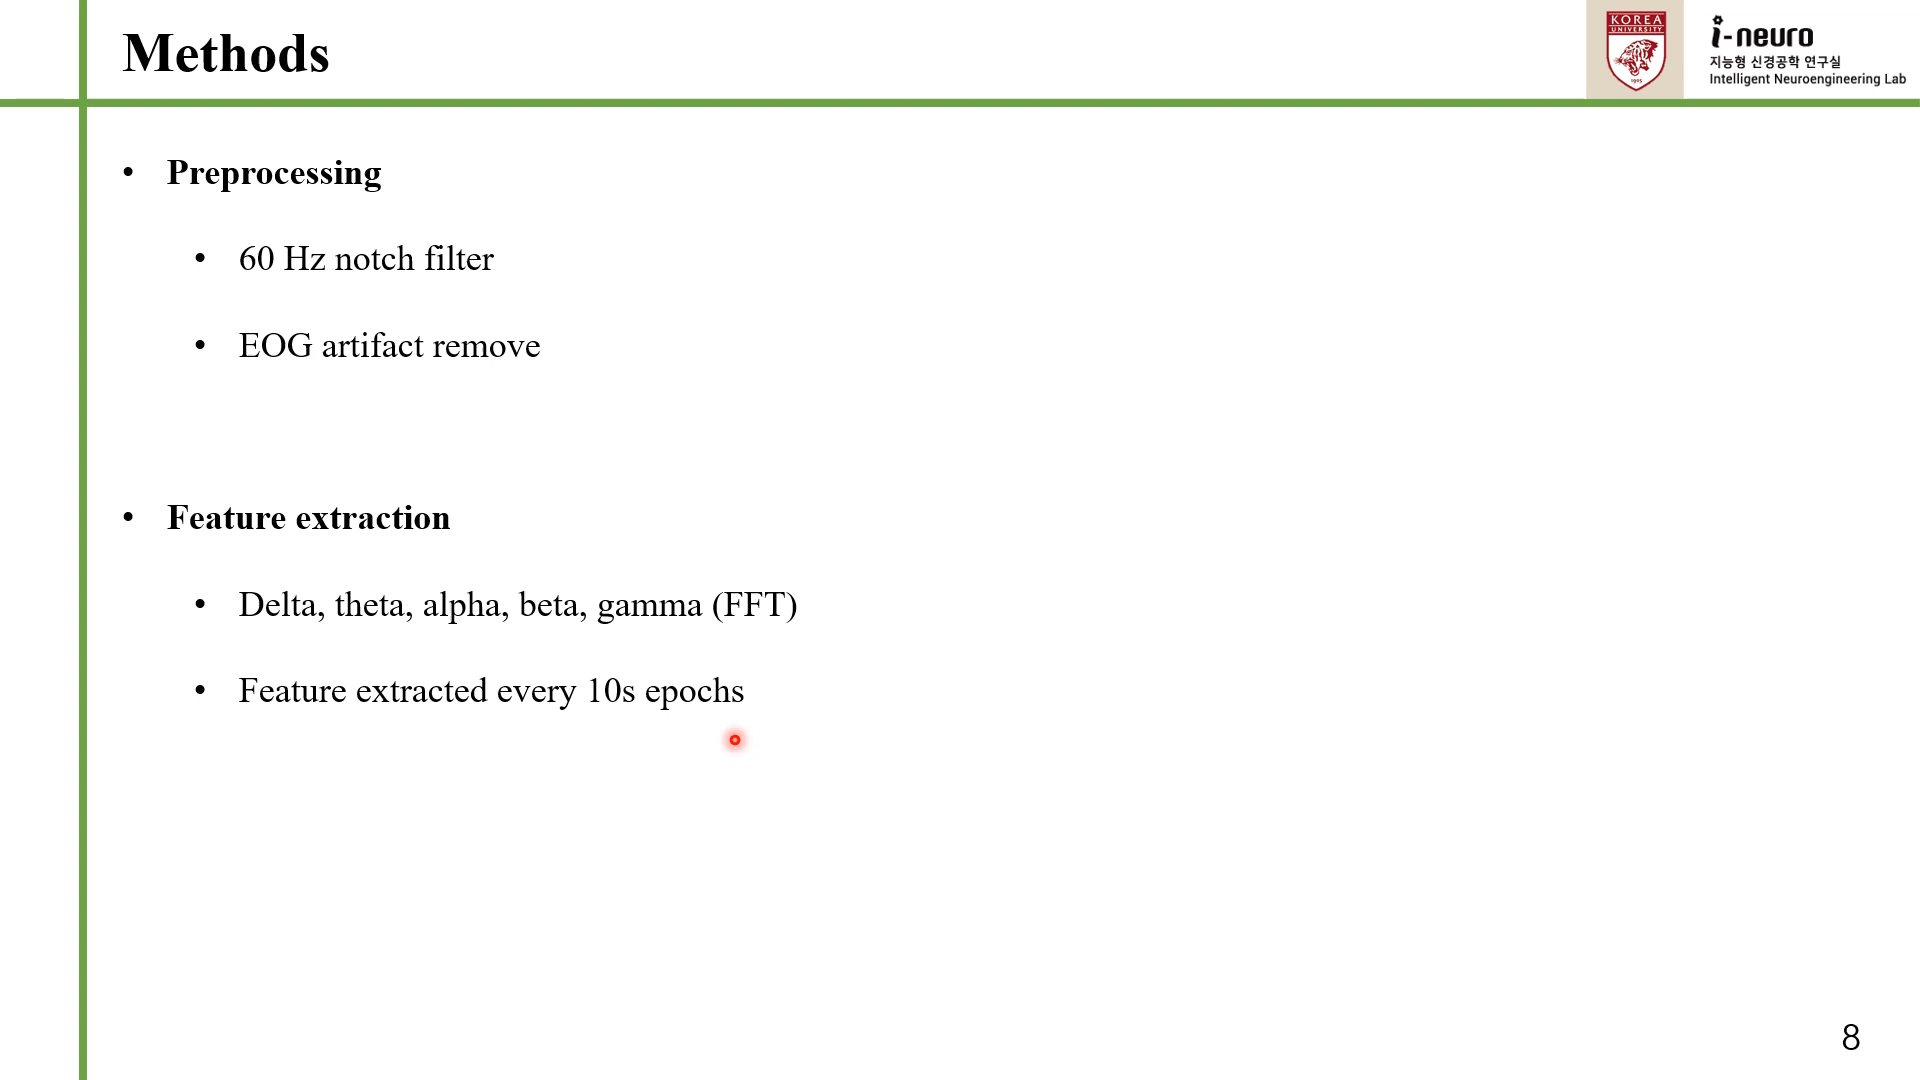 Methods
KOREA
UNIVERSITY
1905
i-neuro
지능형 신경공학 연구실
Intelligent Neuroengineering Lab
• Preprocessing
• 60 Hz notch filter
• EOG artifact remove
• Feature extraction
• Delta, theta, alpha, beta, gamma (FFT)
• Feature extracted every 10s epochs
8